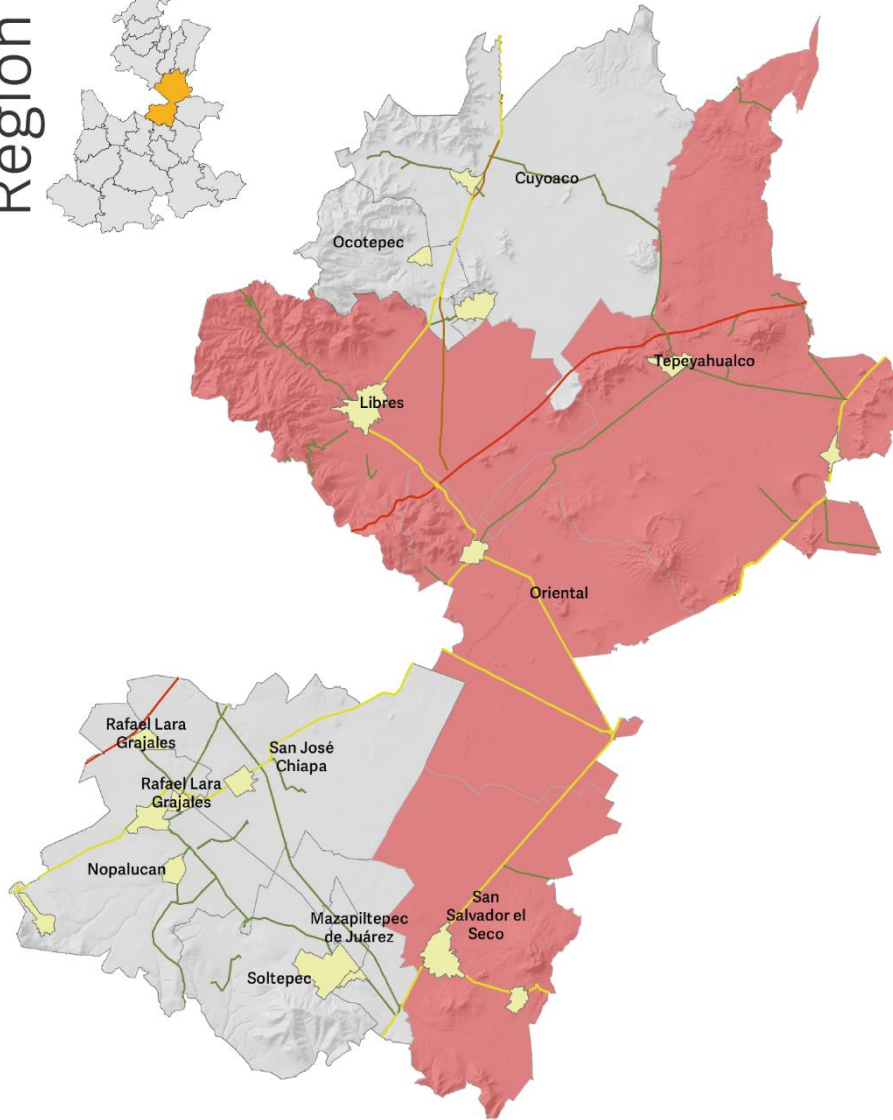 Region
Cuyoaco
Ocotepec
Tepeyahualco
Libres
Oriental
Rafael Lara
Grajales
San José
Chiapa
Rafael Lara
Grajales
Nopalucan
San
Salvador el
Seco
Mazapiltepec
de Juárez
Soltepec